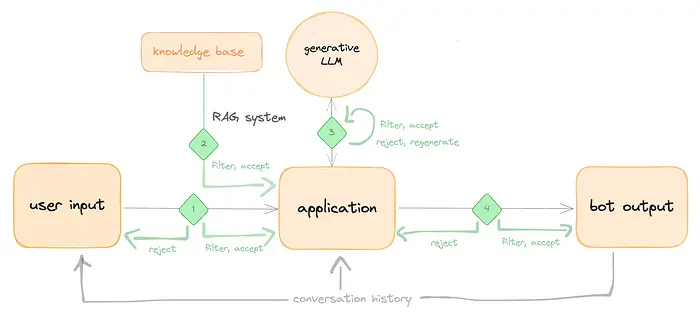 knowledge base
generative
LLM
RAG system
2
3
filter, accept
reject, regenerate
filter, accept
user input
1
application
4
bot output
reject
filter, accept
reject
filter, accept
conversation history